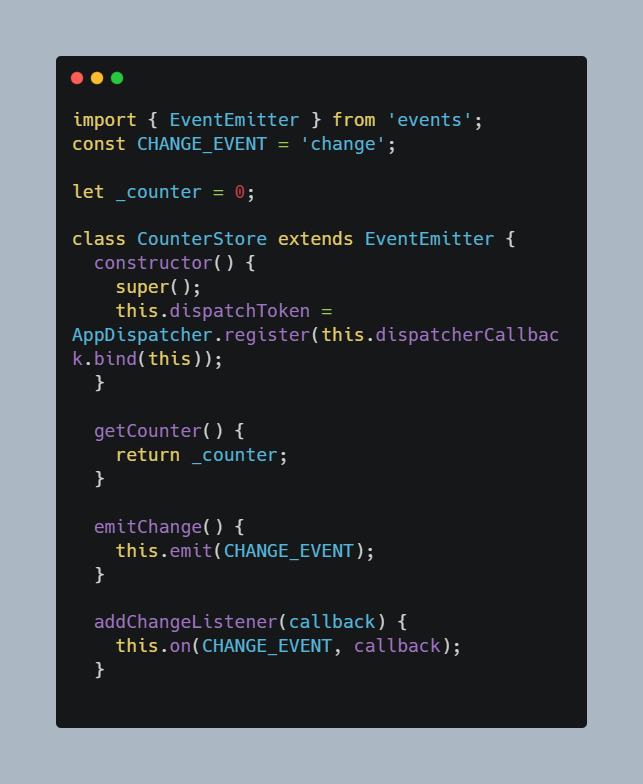 import { EventEmitter } from 'events';
const CHANGE_EVENT = 'change';

let _counter = 0;

class CounterStore extends EventEmitter {
  constructor() {
    super();
    this.dispatchToken =
AppDispatcher.register(this.dispatcherCallbac
k.bind(this));
  }

  getCounter() {
    return _counter;
  }

  emitChange() {
    this.emit(CHANGE_EVENT);
  }

  addChangeListener(callback) {
    this.on(CHANGE_EVENT, callback);
  }